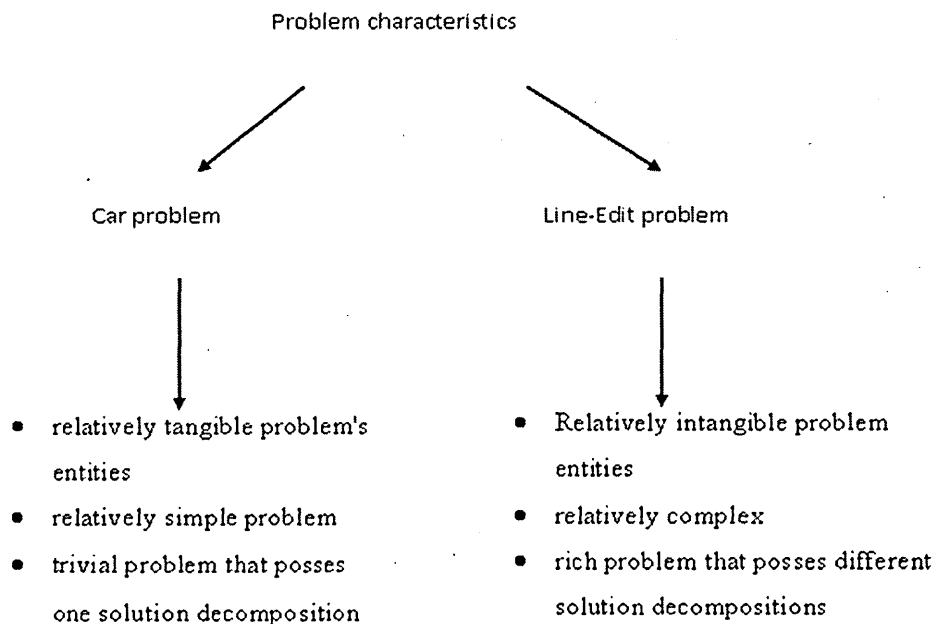 Problem characteristics
Car problem
Line-Edit problem
• relatively tangible problem's
entities
• relatively simple problem
• trivial problem that posses
one solution decomposition
• Relatively intangible problem
entities
• relatively complex
• rich problem that posses different
solution decompositions